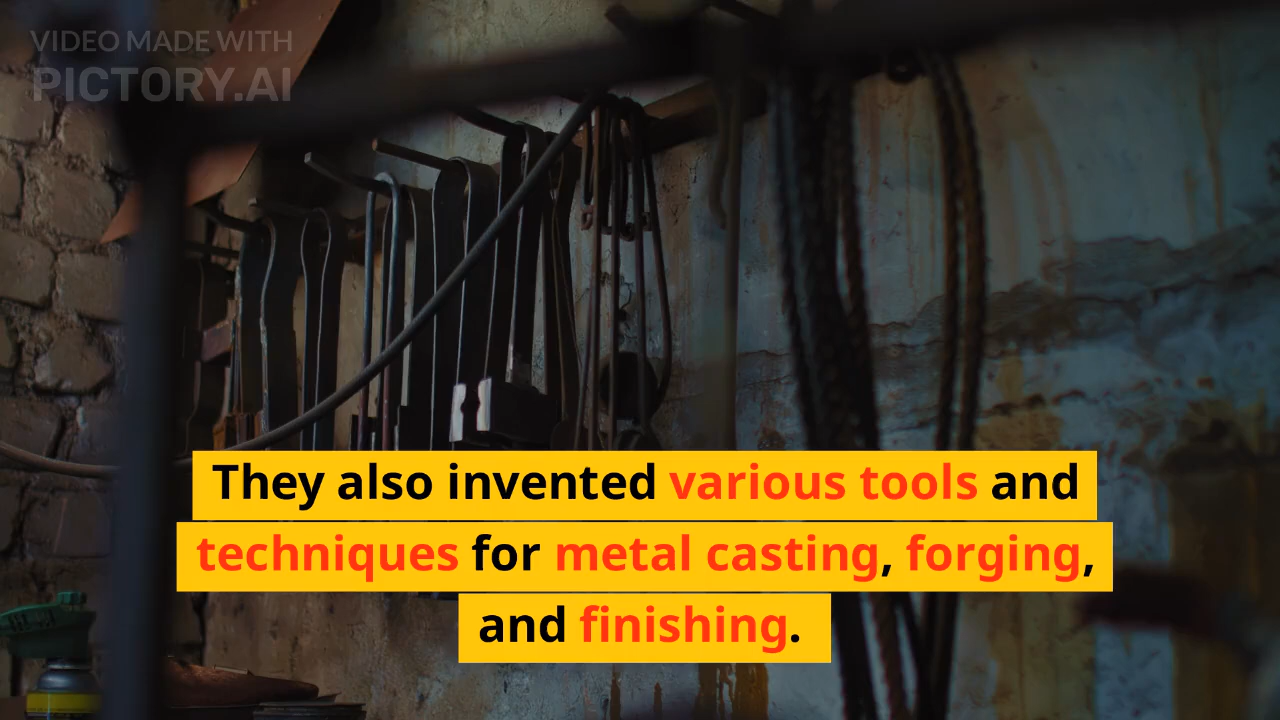 VIDEO MADE WITH
PICTORY.AI
They also invented various tools and
techniques for metal casting, forging,
and finishing.